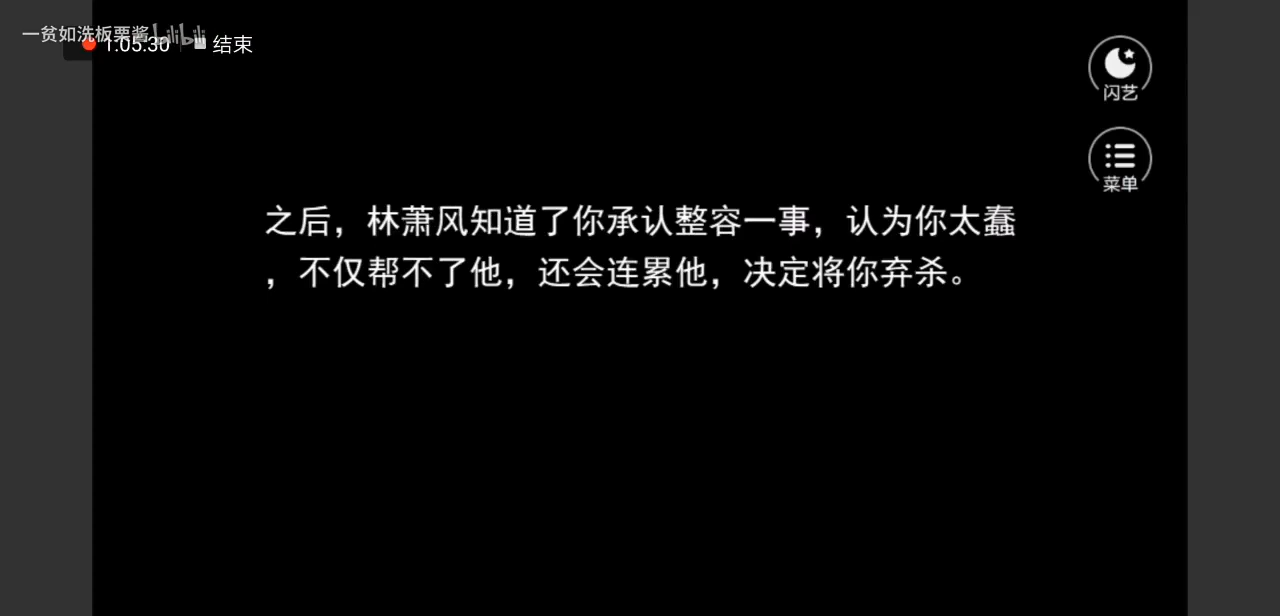 一贫如洗板栗酱 bilibili
1:05:30 结束
闪艺
菜单
之后，林萧风知道了你承认整容一事，认为你太蠢
，不仅帮不了他，还会连累他，决定将你弃杀。